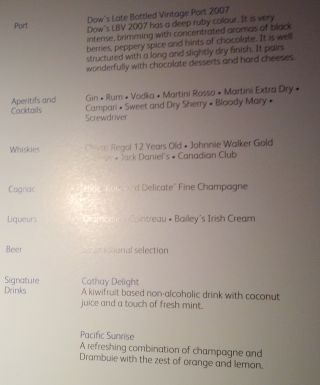 Port
Dow's Late Bottled Vintage Port 2007
Dow's LBV 2007 has a deep ruby colour. It is very
intense, brimming with concentrated aromas of black
berries, peppery spice and hints of chocolate. It is well
structured with a long and slightly dry finish. It pairs
wonderfully with chocolate desserts and hard cheeses.
Aperitifs and
Cocktails
Gin • Rum • Vodka • Martini Rosso • Martini Extra Dry •
Campari • Sweet and Dry Sherry • Bloody Mary •
Screwdriver
Whiskies
Regal 12 Years Old • Johnnie Walker Gold
• Jack Daniel's • Canadian Club
Cognac
Delicate" Fine Champagne
Liqueurs
Cointreau • Bailey's Irish Cream
Beer
selection
Signature
Drinks
Cathay Delight
A kiwifruit based non-alcoholic drink with coconut
juice and a touch of fresh mint.
Pacific Sunrise
A refreshing combination of champagne and
Drambuie with the zest of orange and lemon.